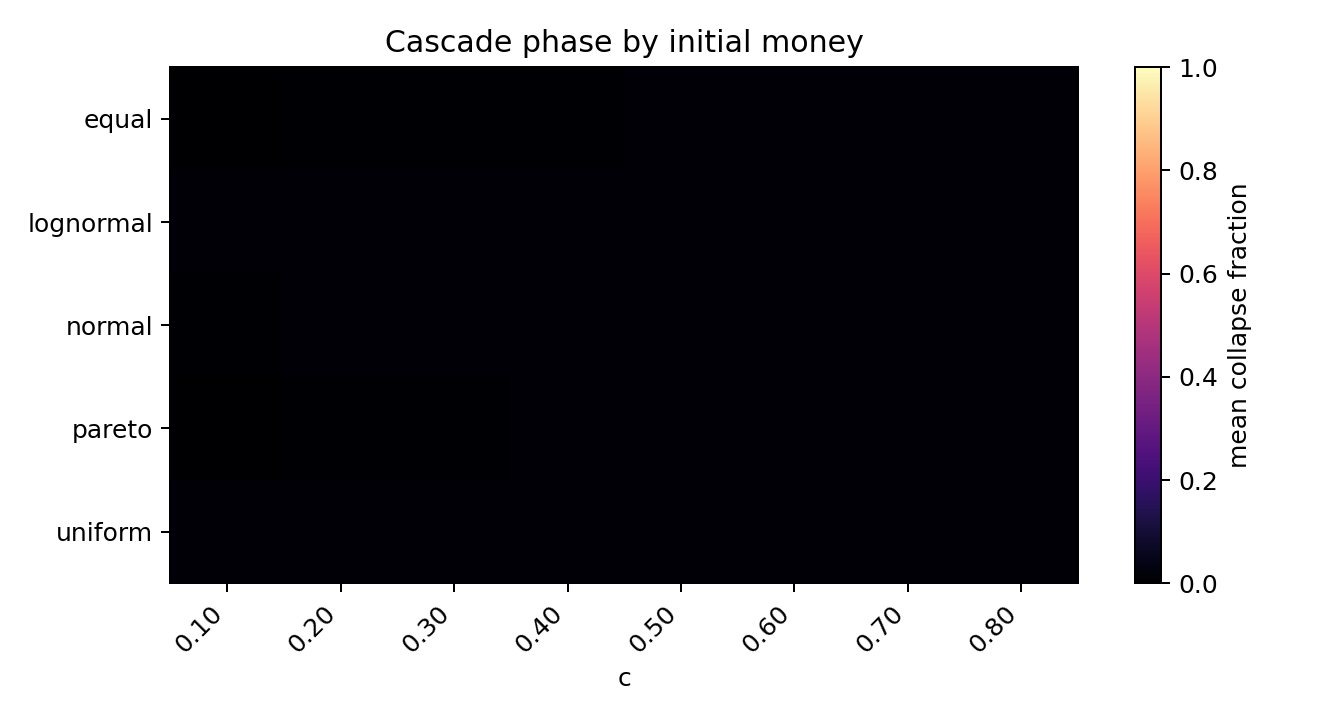 Cascade phase by initial money
equal
lognormal
normal
pareto
uniform
0.10 0.20 0.30 0.40 0.50 0.60 0.70 0.80
c
1.0
0.8
0.6
0.4
0.2
0.0
mean collapse fraction